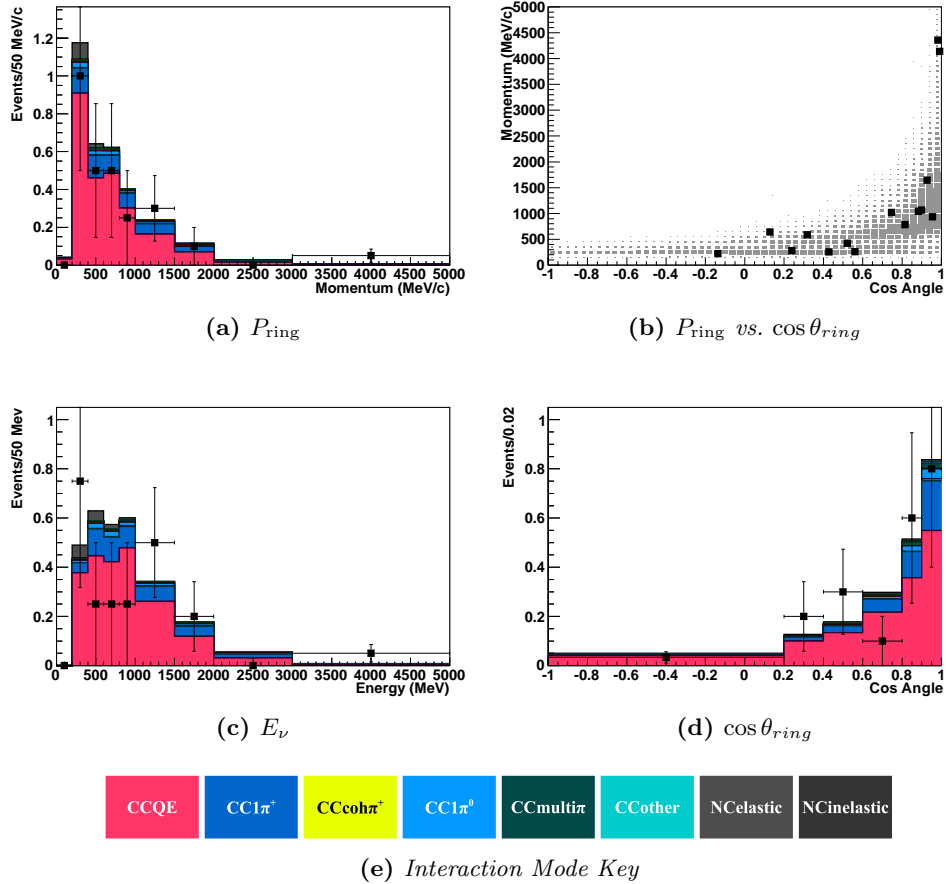 Events/50 MeV/c
1.2
1
0.8
0.6
0.4
0.2
0
500 1000 1500 2000 2500 3000 3500 4000 4500 5000
Momentum (MeV/c)
(a) P_ring
Momentum (MeV/c)
5000
4500
4000
3500
3000
2500
2000
1500
1000
500
0
-1 -0.8 -0.6 -0.4 -0.2 0 0.2 0.4 0.6 0.8 1
Cos Angle
(b) P_ring vs. cos θ_ring
Events/50 Mev
1
0.8
0.6
0.4
0.2
0
0 500 1000 1500 2000 2500 3000 3500 4000 4500 5000
Energy (MeV)
(c) E_ν
Events/0.02
1
0.8
0.6
0.4
0.2
0
-1 -0.8 -0.6 -0.4 -0.2 0 0.2 0.4 0.6 0.8 1
Cos Angle
(d) cos θ_ring
CCQE CC1π⁺ CCcohπ⁺ CC1π⁰ CCmultiπ CCother NCelastic NCinelastic
(e) Interaction Mode Key